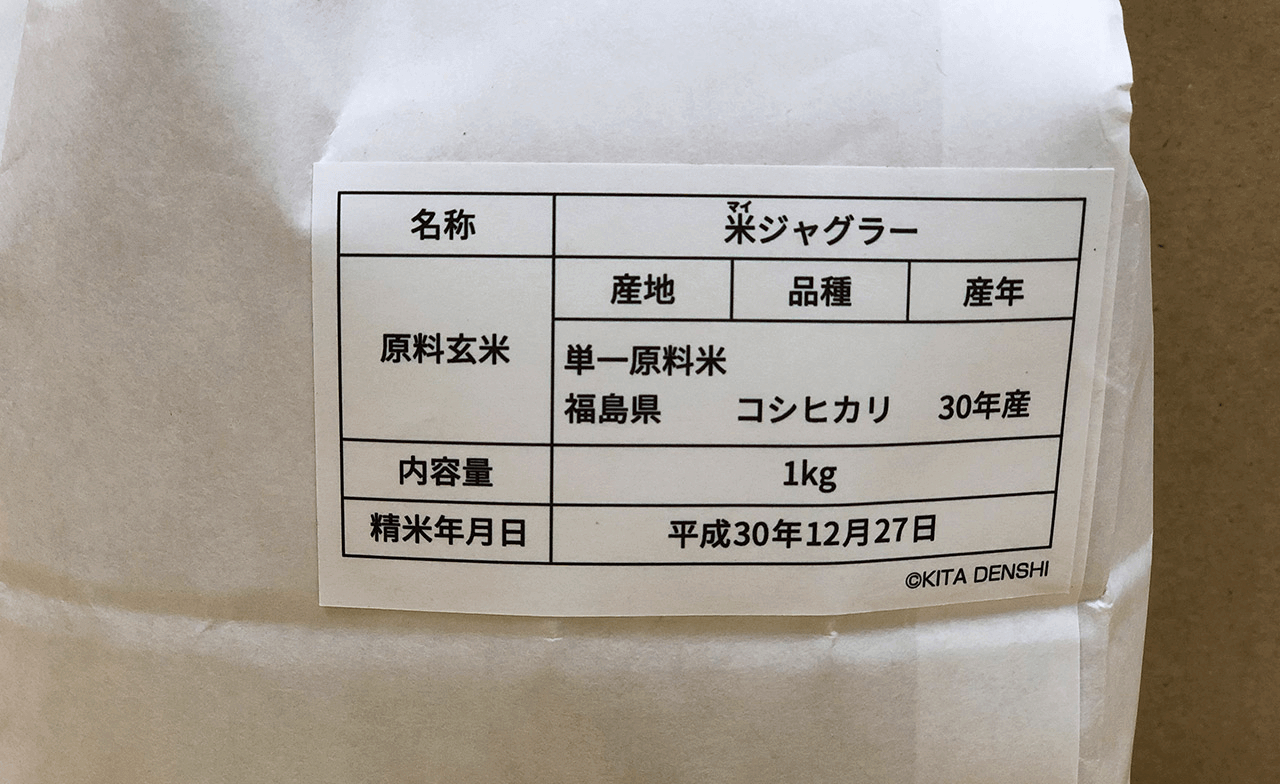 名称 米ジャグラー
マイ
原料玄米 産地 品種 産年
単一原料米
福島県 コシヒカリ 30年産
内容量 1kg
精米年月日 平成30年12月27日
©KITA DENSHI